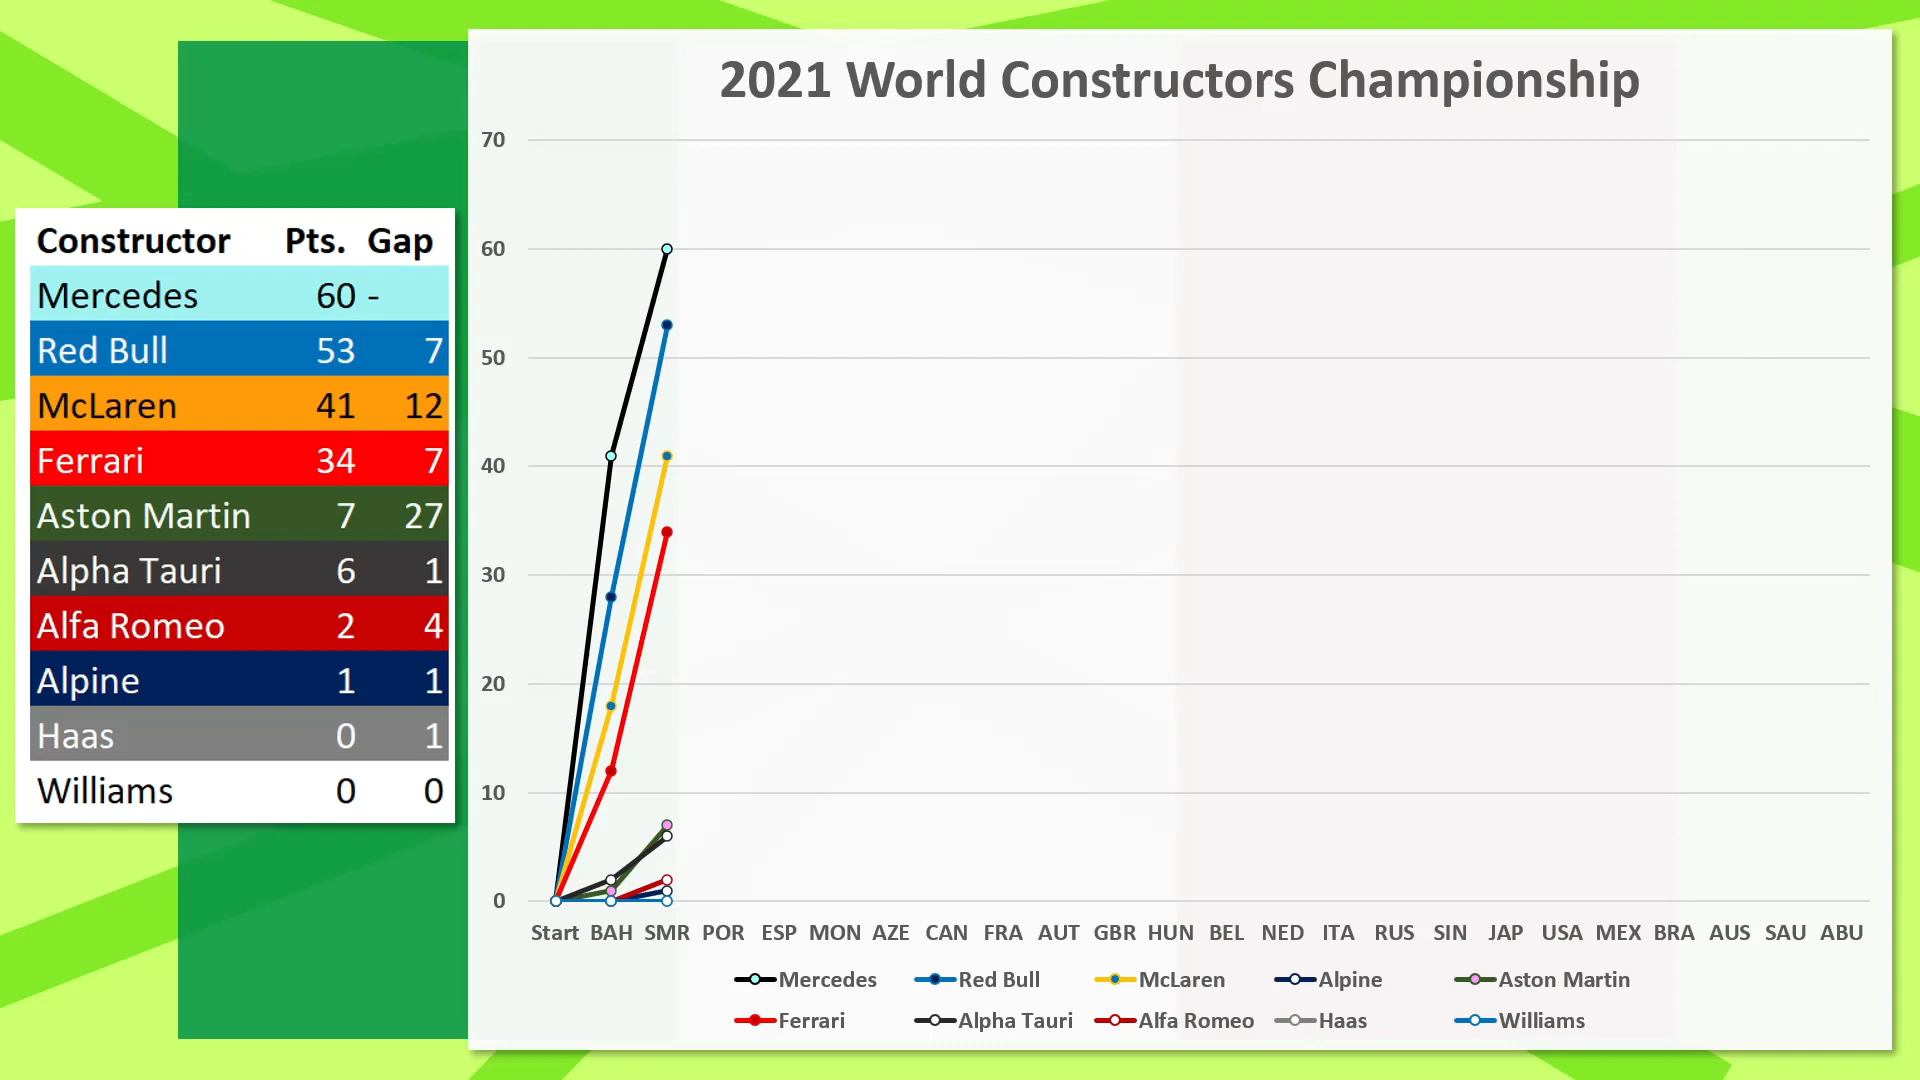 2021 World Constructors Championship
Constructor Pts. Gap
Mercedes 60 -
Red Bull 53 7
McLaren 41 12
Ferrari 34 7
Aston Martin 7 27
Alpha Tauri 6 1
Alfa Romeo 2 4
Alpine 1 1
Haas 0 1
Williams 0 0
70
60
50
40
30
20
10
0
Start BAH SMR POR ESP MON AZE CAN FRA AUT GBR HUN BEL NED ITA RUS SIN JAP USA MEX BRA AUS SAU ABU
Mercedes Red Bull McLaren Alpine Aston Martin
Ferrari Alpha Tauri Alfa Romeo Haas Williams